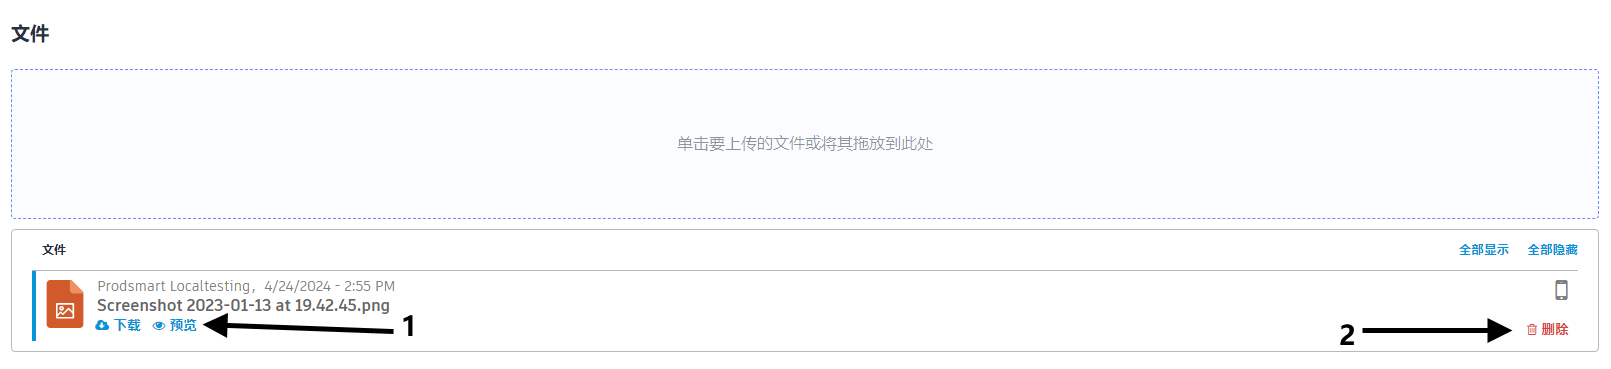 文件
单击要上传的文件或将其拖放到此处
文件 全部显示 全部隐藏
Prodsmart Localtesting，4/24/2024 - 2:55 PM
Screenshot 2023-01-13 at 19.42.45.png
下载 预览 1 2 删除